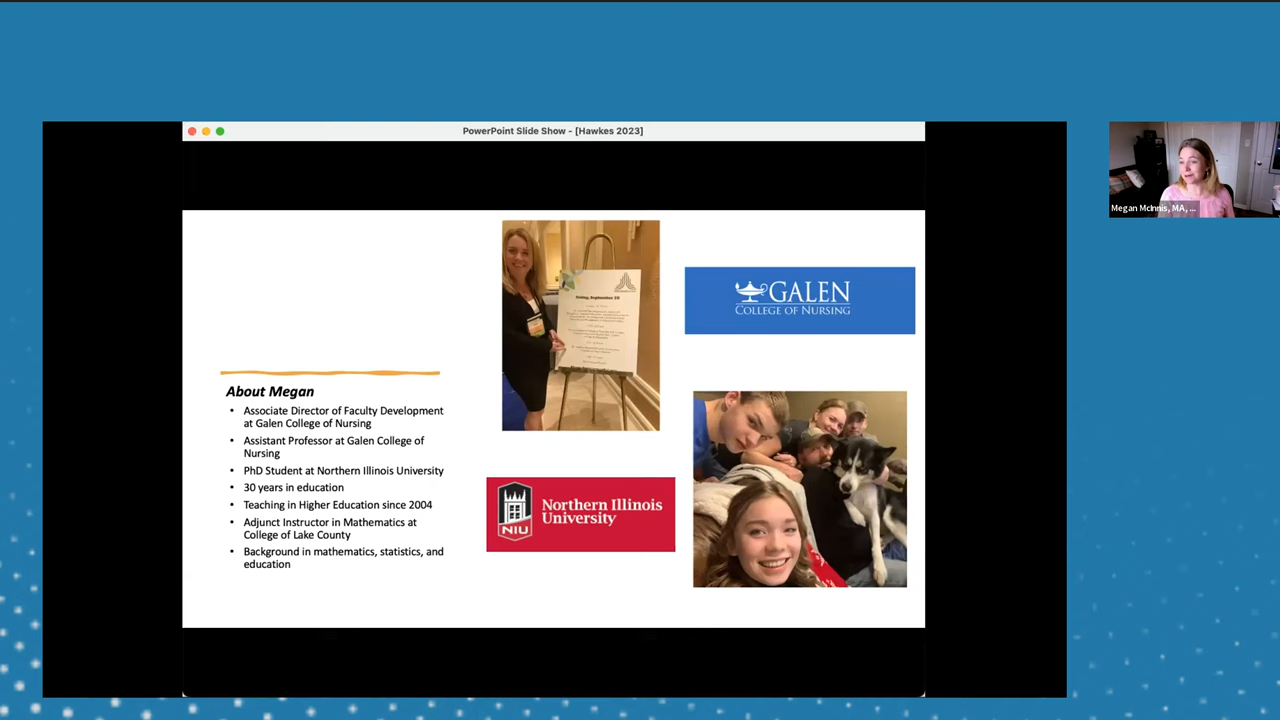 PowerPoint Slide Show - [Hawkes 2023]
Megan McInnis, MA, ...
GALEN
COLLEGE OF NURSING
About Megan
• Associate Director of Faculty Development
at Galen College of Nursing
• Assistant Professor at Galen College of
Nursing
• PhD Student at Northern Illinois University
• 30 years in education
• Teaching in Higher Education since 2004
• Adjunct Instructor in Mathematics at
College of Lake County
• Background in mathematics, statistics, and
education
NIU
Northern Illinois
University